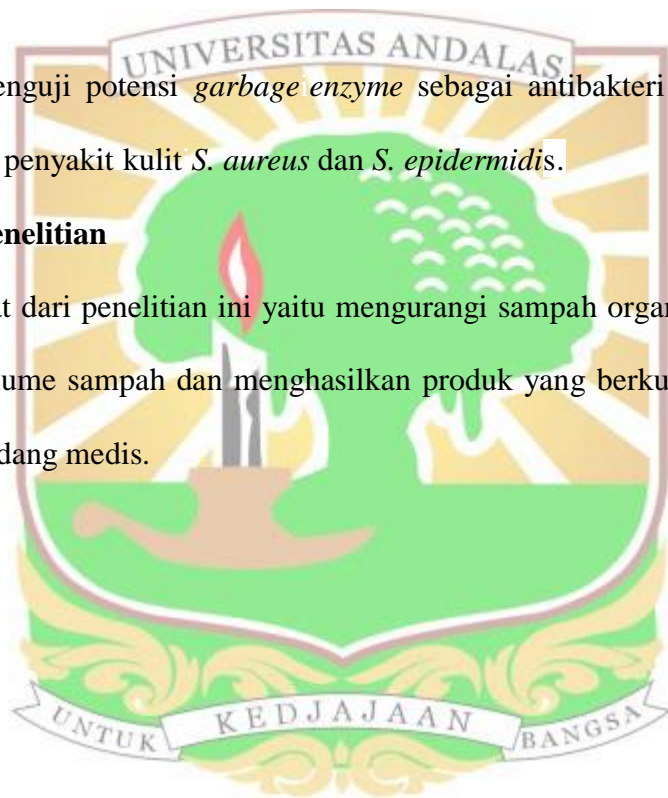 UNIVERSITAS ANDALAS
enguji potensi garbage enzyme sebagai antibakteri
penyakit kulit S. aureus dan S. epidermidis.
enelitian
t dari penelitian ini yaitu mengurangi sampah organ
ume sampah dan menghasilkan produk yang berku
dang medis.
UNTUK KEDJAJAAN BANGSA